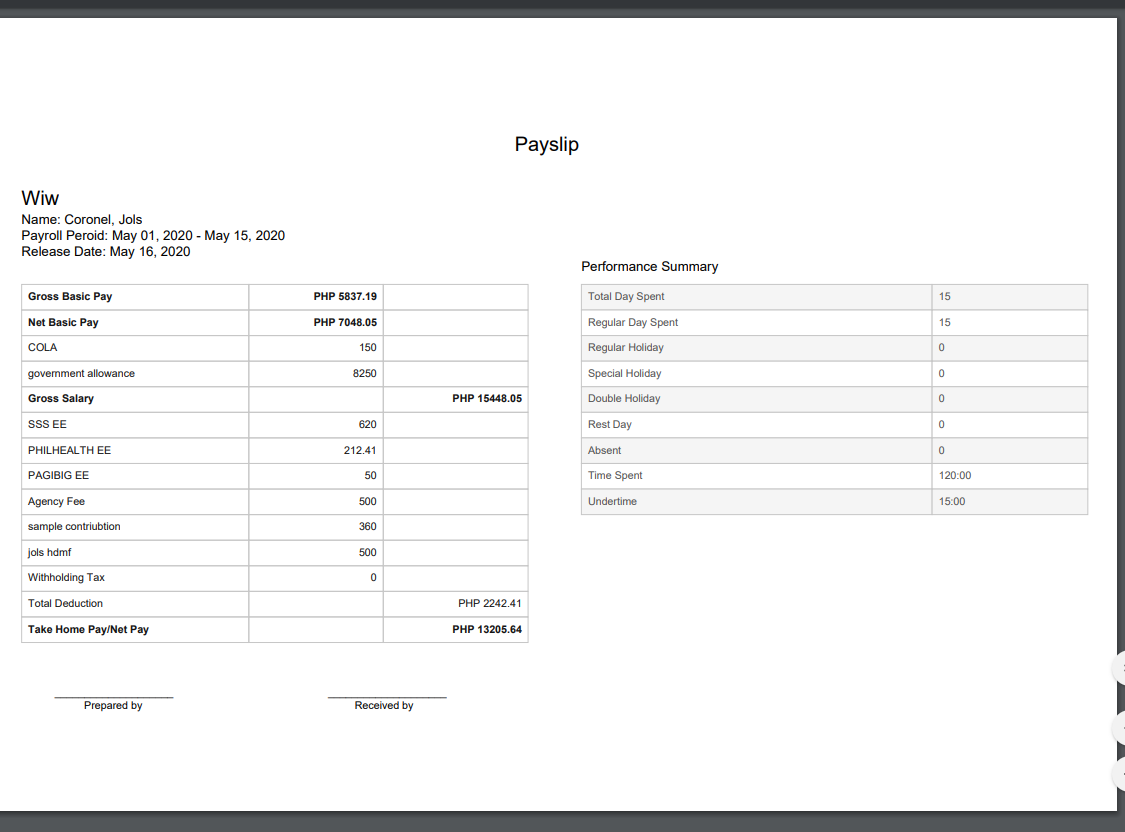 Payslip
Wiw
Name: Coronel, Jols
Payroll Peroid: May 01, 2020 - May 15, 2020
Release Date: May 16, 2020
Gross Basic Pay PHP 5837.19
Net Basic Pay PHP 7048.05
COLA 150
government allowance 8250
Gross Salary PHP 15448.05
SSS EE 620
PHILHEALTH EE 212.41
PAGIBIG EE 50
Agency Fee 500
sample contriubtion 360
jols hdmf 500
Withholding Tax 0
Total Deduction PHP 2242.41
Take Home Pay/Net Pay PHP 13205.64
Prepared by Received by
Performance Summary
Total Day Spent 15
Regular Day Spent 15
Regular Holiday 0
Special Holiday 0
Double Holiday 0
Rest Day 0
Absent 0
Time Spent 120:00
Undertime 15:00